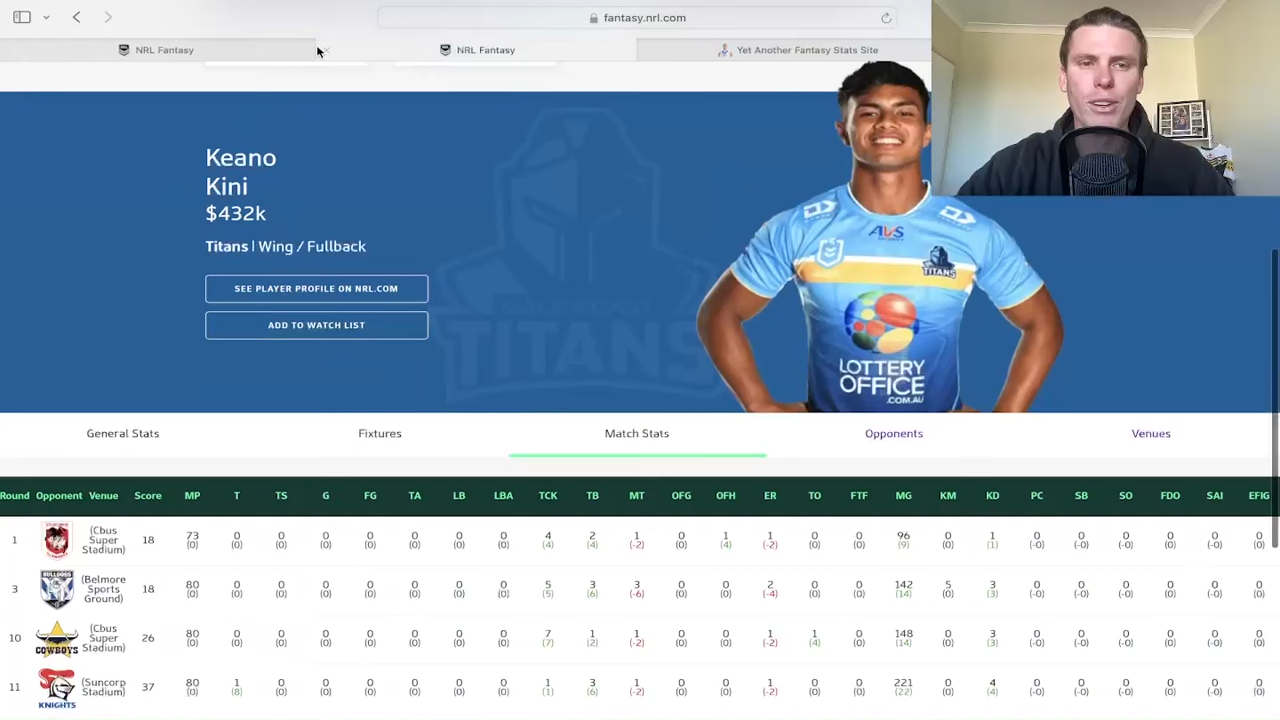 fantasy.nrl.com
NRL Fantasy
NRL Fantasy
Yet Another Fantasy Stats Site
Keano
Kini
$432k
Titans | Wing / Fullback
SEE PLAYER PROFILE ON NRL.COM
ADD TO WATCH LIST
TITANS
AVS
NRL
TITANS
LOTTERY
OFFICE
.COM.AU
General Stats Fixtures Match Stats Opponents Venues
Round Opponent Venue Score MP T TS G FG TA LB LBA TCK TB MT OFG OFH ER TO FTF MG KM KD PC SB SO FDO SAI EFIG
1 (Cbus Super Stadium) 18 73 0 0 0 0 0 0 0 4 2 1 0 1 1 0 0 96 0 1 0 0 0 0 0 0
(0) (0) (0) (0) (0) (0) (0) (0) (4) (4) (-2) (0) (4) (-2) (0) (0) (9) (0) (1) (-0) (-0) (-0) (-0) (-0) (0)
3 (Belmore Sports Ground) 18 80 0 0 0 0 0 0 0 5 3 3 0 0 2 0 0 142 5 3 0 0 0 0 0 0
(0) (0) (0) (0) (0) (0) (0) (0) (5) (6) (-6) (0) (0) (-4) (0) (0) (14) (0) (3) (-0) (-0) (-0) (-0) (-0) (0)
10 COWBOYS (Cbus Super Stadium) 26 80 0 0 0 0 0 0 0 7 1 1 0 0 1 1 0 148 0 3 0 0 0 0 0 0
(0) (0) (0) (0) (0) (0) (0) (0) (7) (2) (-2) (0) (0) (-2) (4) (0) (14) (0) (3) (-0) (-0) (-0) (-0) (-0) (0)
11 KNIGHTS (Suncorp Stadium) 37 80 1 0 0 0 0 0 0 1 3 1 0 0 1 0 0 221 0 4 0 0 0 0 0 0
(0) (8) (0) (0) (0) (0) (0) (0) (1) (6) (-2) (0) (0) (-2) (0) (0) (22) (0) (4) (-0) (-0) (-0) (-0) (-0) (0)